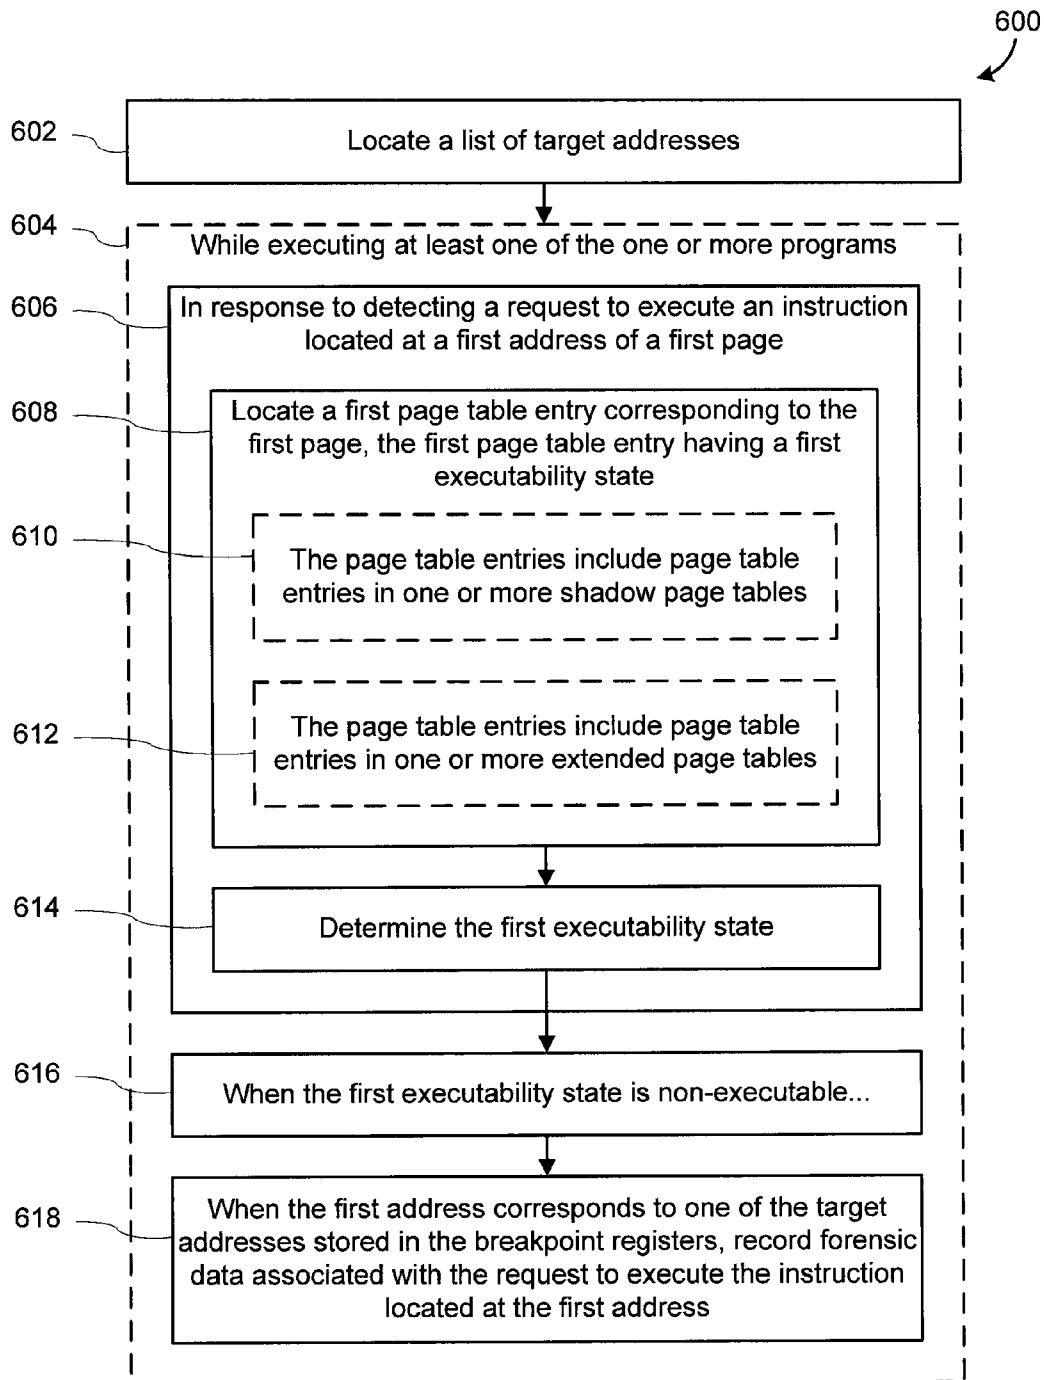 600
602
Locate a list of target addresses
604
While executing at least one of the one or more programs
606
In response to detecting a request to execute an instruction
located at a first address of a first page
608
Locate a first page table entry corresponding to the
first page, the first page table entry having a first
executability state
610
The page table entries include page table
entries in one or more shadow page tables
612
The page table entries include page table
entries in one or more extended page tables
614
Determine the first executability state
616
When the first executability state is non-executable...
618
When the first address corresponds to one of the target
addresses stored in the breakpoint registers, record forensic
data associated with the request to execute the instruction
located at the first address